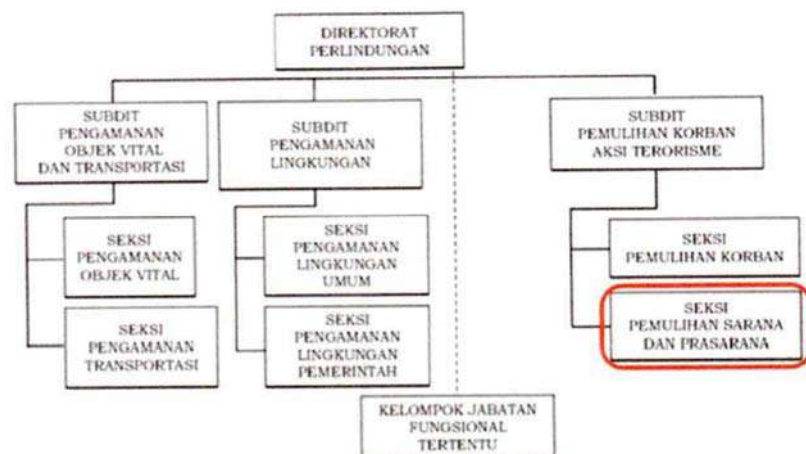 DIREKTORAT
PERLINDUNGAN
SUBDIT
PENGAMANAN
OBJEK VITAL
DAN TRANSPORTASI
SUBDIT
PENGAMANAN
LINGKUNGAN
SUBDIT
PEMULIHAN KORBAN
AKSI TERORISME
SEKSI
PENGAMANAN
OBJEK VITAL
SEKSI
PENGAMANAN
LINGKUNGAN
UMUM
SEKSI
PEMULIHAN KORBAN
SEKSI
PENGAMANAN
TRANSPORTASI
SEKSI
PENGAMANAN
LINGKUNGAN
PEMERINTAH
SEKSI
PEMULIHAN SARANA
DAN PRASARANA
KELOMPOK JABATAN
FUNGSIONAL
TERTENTU